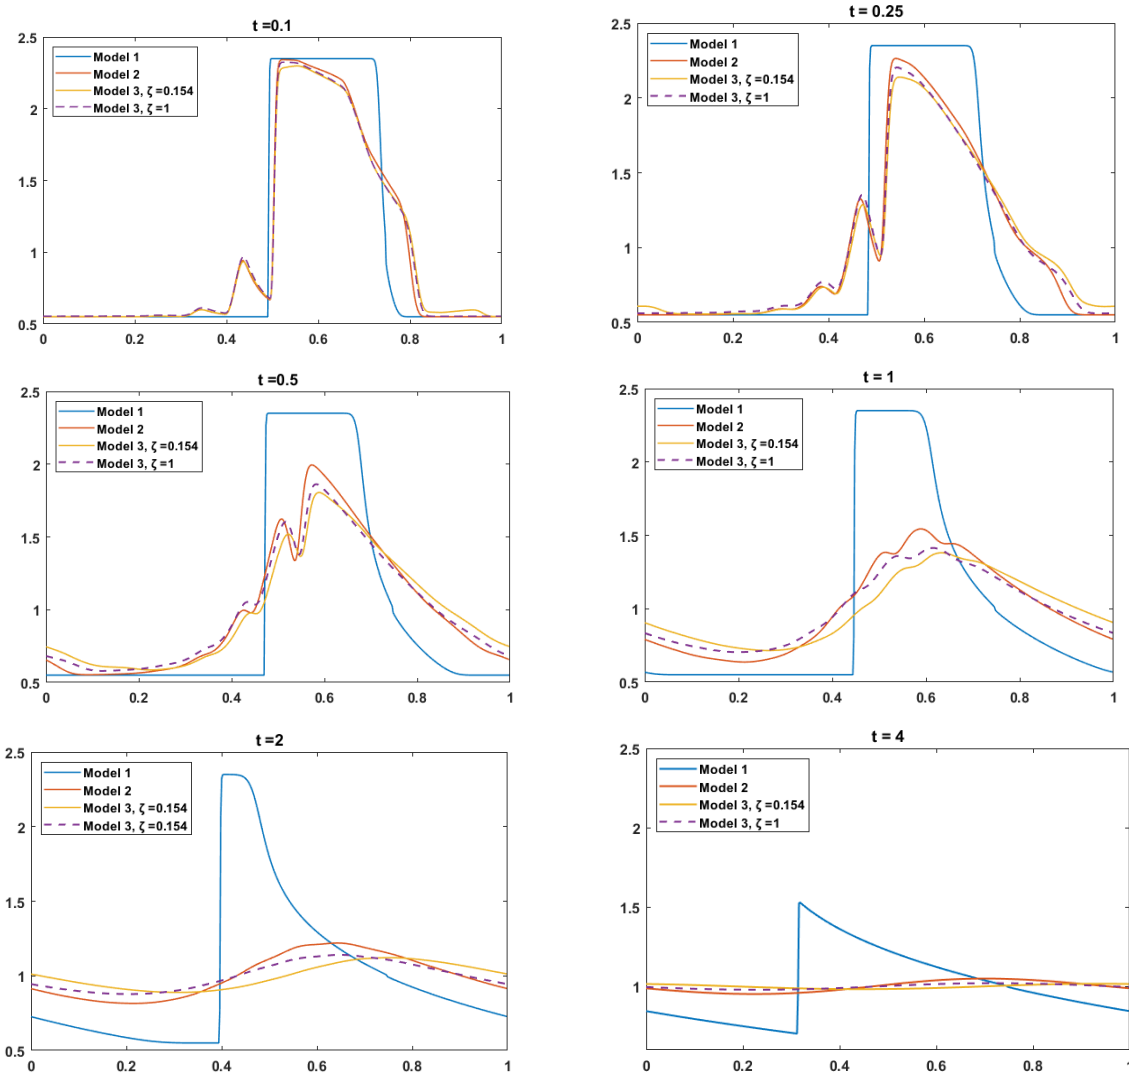 t =0.1
2.5
2
1.5
1
0.5
Model 1
Model 2
Model 3, ζ =0.154
Model 3, ζ =1
0 0.2 0.4 0.6 0.8 1
t = 0.25
2.5
2
1.5
1
0.5
Model 1
Model 2
Model 3, ζ =0.154
Model 3, ζ =1
0 0.2 0.4 0.6 0.8 1
t =0.5
2.5
2
1.5
1
0.5
Model 1
Model 2
Model 3, ζ =0.154
Model 3, ζ =1
0 0.2 0.4 0.6 0.8 1
t = 1
2.5
2
1.5
1
0.5
Model 1
Model 2
Model 3, ζ =0.154
Model 3, ζ =1
0 0.2 0.4 0.6 0.8 1
t =2
2.5
2
1.5
1
0.5
Model 1
Model 2
Model 3, ζ =0.154
Model 3, ζ =0.154
0 0.2 0.4 0.6 0.8 1
t = 4
2.5
2
1.5
1
Model 1
Model 2
Model 3, ζ =0.154
Model 3, ζ =1
0 0.2 0.4 0.6 0.8 1